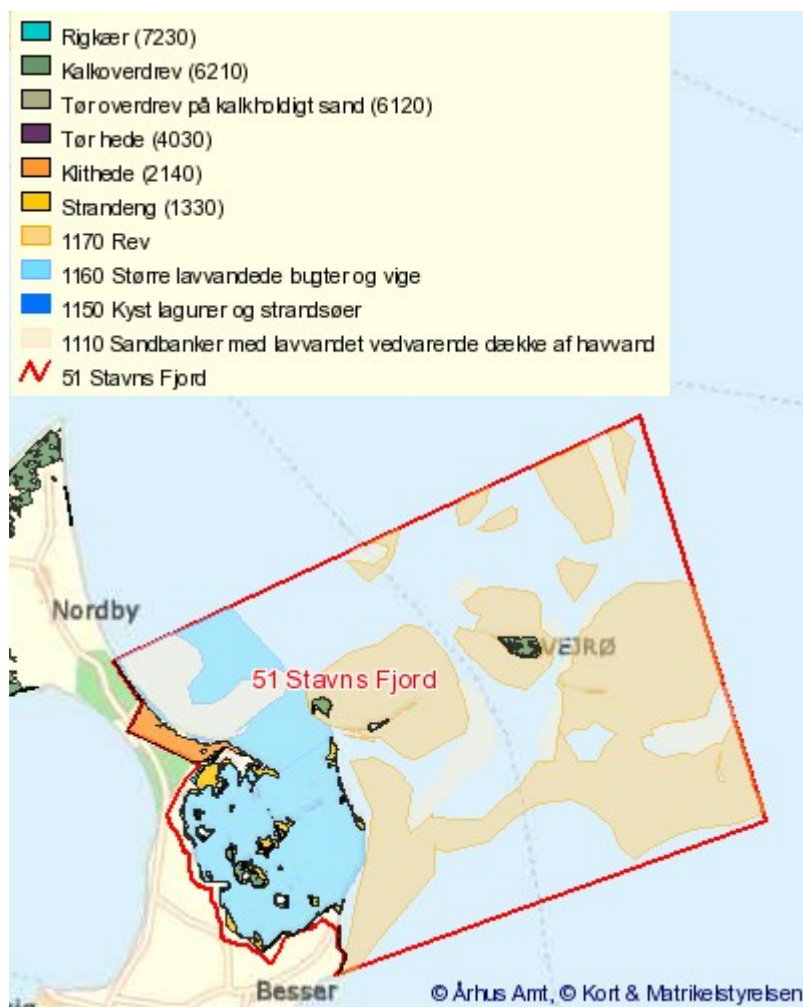 Rigkær (7230)
Kalkoverdrev (6210)
Tør overdrev på kalkholdigt sand (6120)
Tør hede (4030)
Klithede (2140)
Strandeng (1330)
1170 Rev
1160 Større lavvandede bugter og vige
1150 Kyst laguner og strandsøer
1110 Sandbanker med lavvandet vedvarende dække af havvand
51 Stavns Fjord
Nordby
VEJRØ
51 Stavns Fjord
Besser
© Århus Amt, © Kort & Matrikelstyrelsen